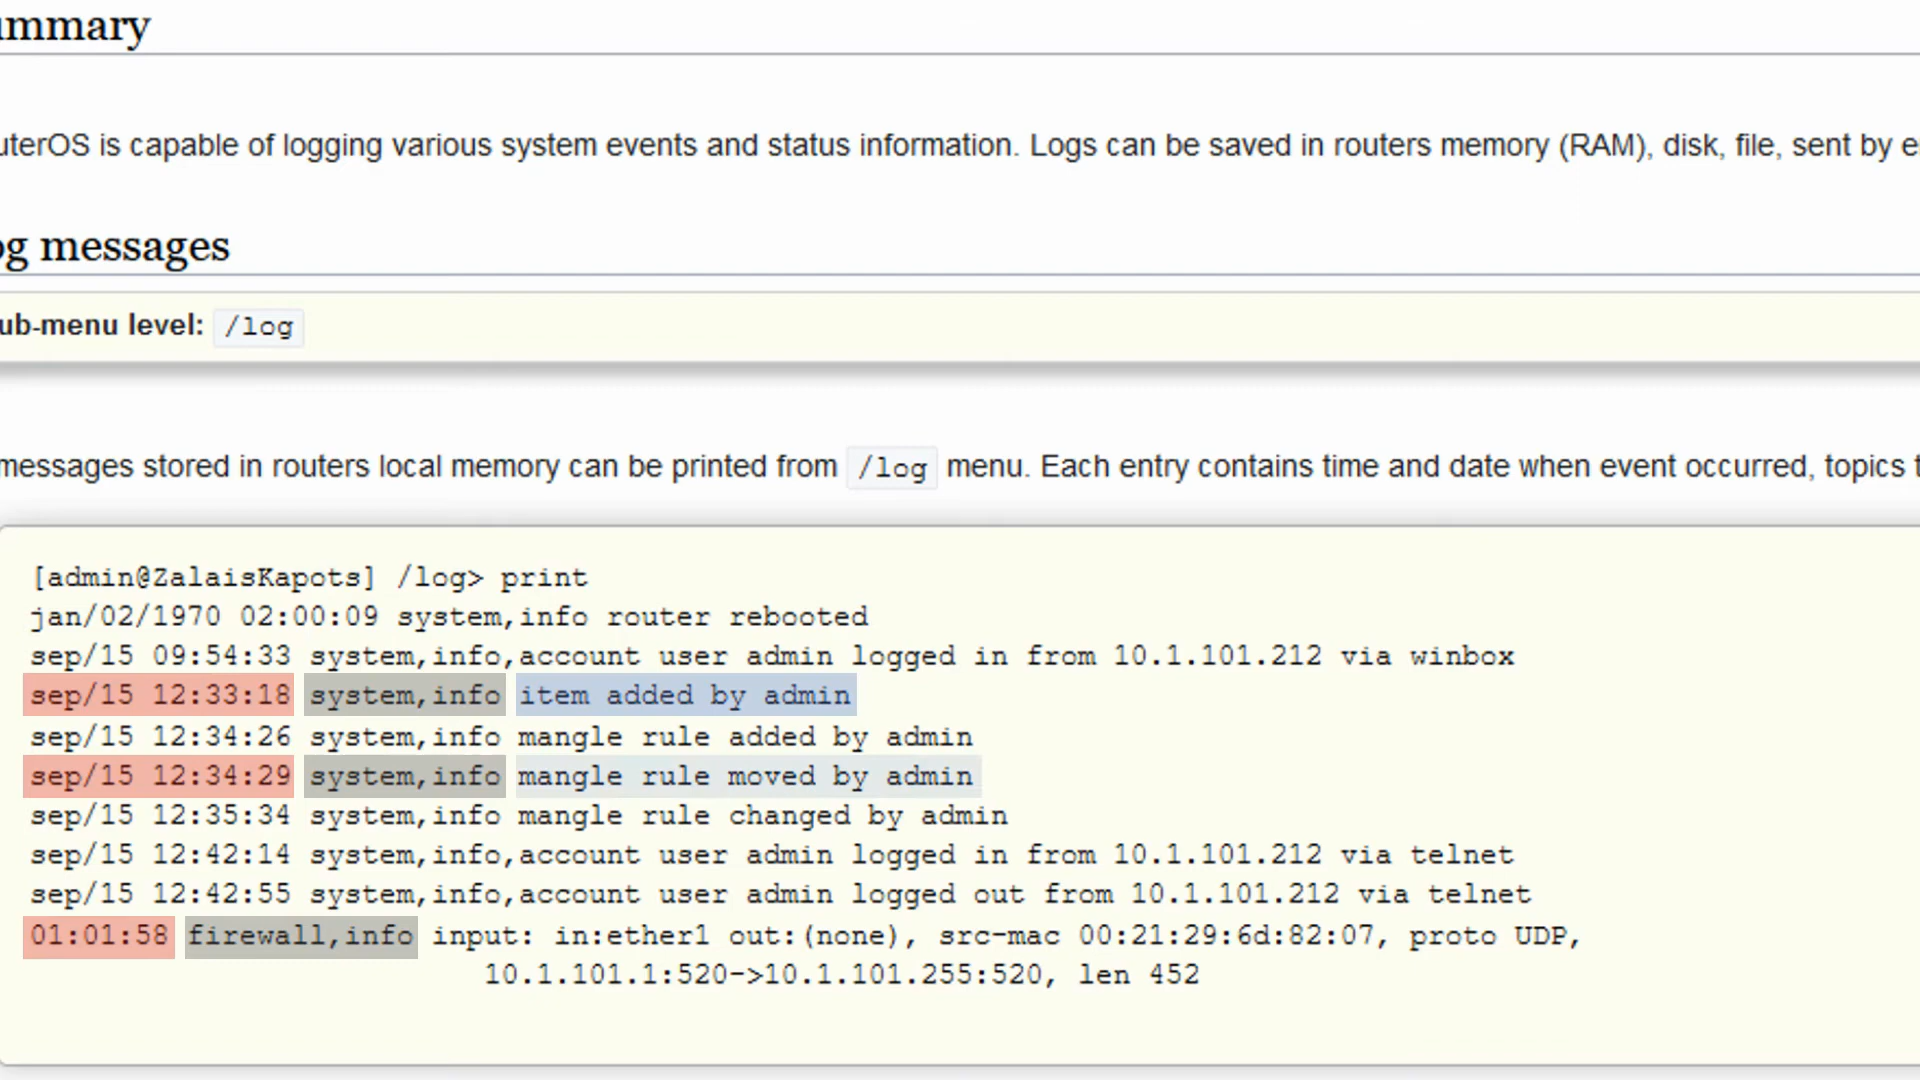 ummary
uterOS is capable of logging various system events and status information. Logs can be saved in routers memory (RAM), disk, file, sent by e
og messages
ub-menu level: /log
messages stored in routers local memory can be printed from /log menu. Each entry contains time and date when event occurred, topics t
[admin@ZalaisKapots] /log> print
jan/02/1970 02:00:09 system,info router rebooted
sep/15 09:54:33 system,info,account user admin logged in from 10.1.101.212 via winbox
sep/15 12:33:18 system,info item added by admin
sep/15 12:34:26 system,info mangle rule added by admin
sep/15 12:34:29 system,info mangle rule moved by admin
sep/15 12:35:34 system,info mangle rule changed by admin
sep/15 12:42:14 system,info,account user admin logged in from 10.1.101.212 via telnet
sep/15 12:42:55 system,info,account user admin logged out from 10.1.101.212 via telnet
01:01:58 firewall,info input: in:ether1 out:(none), src-mac 00:21:29:6d:82:07, proto UDP,
10.1.101.1:520->10.1.101.255:520, len 452